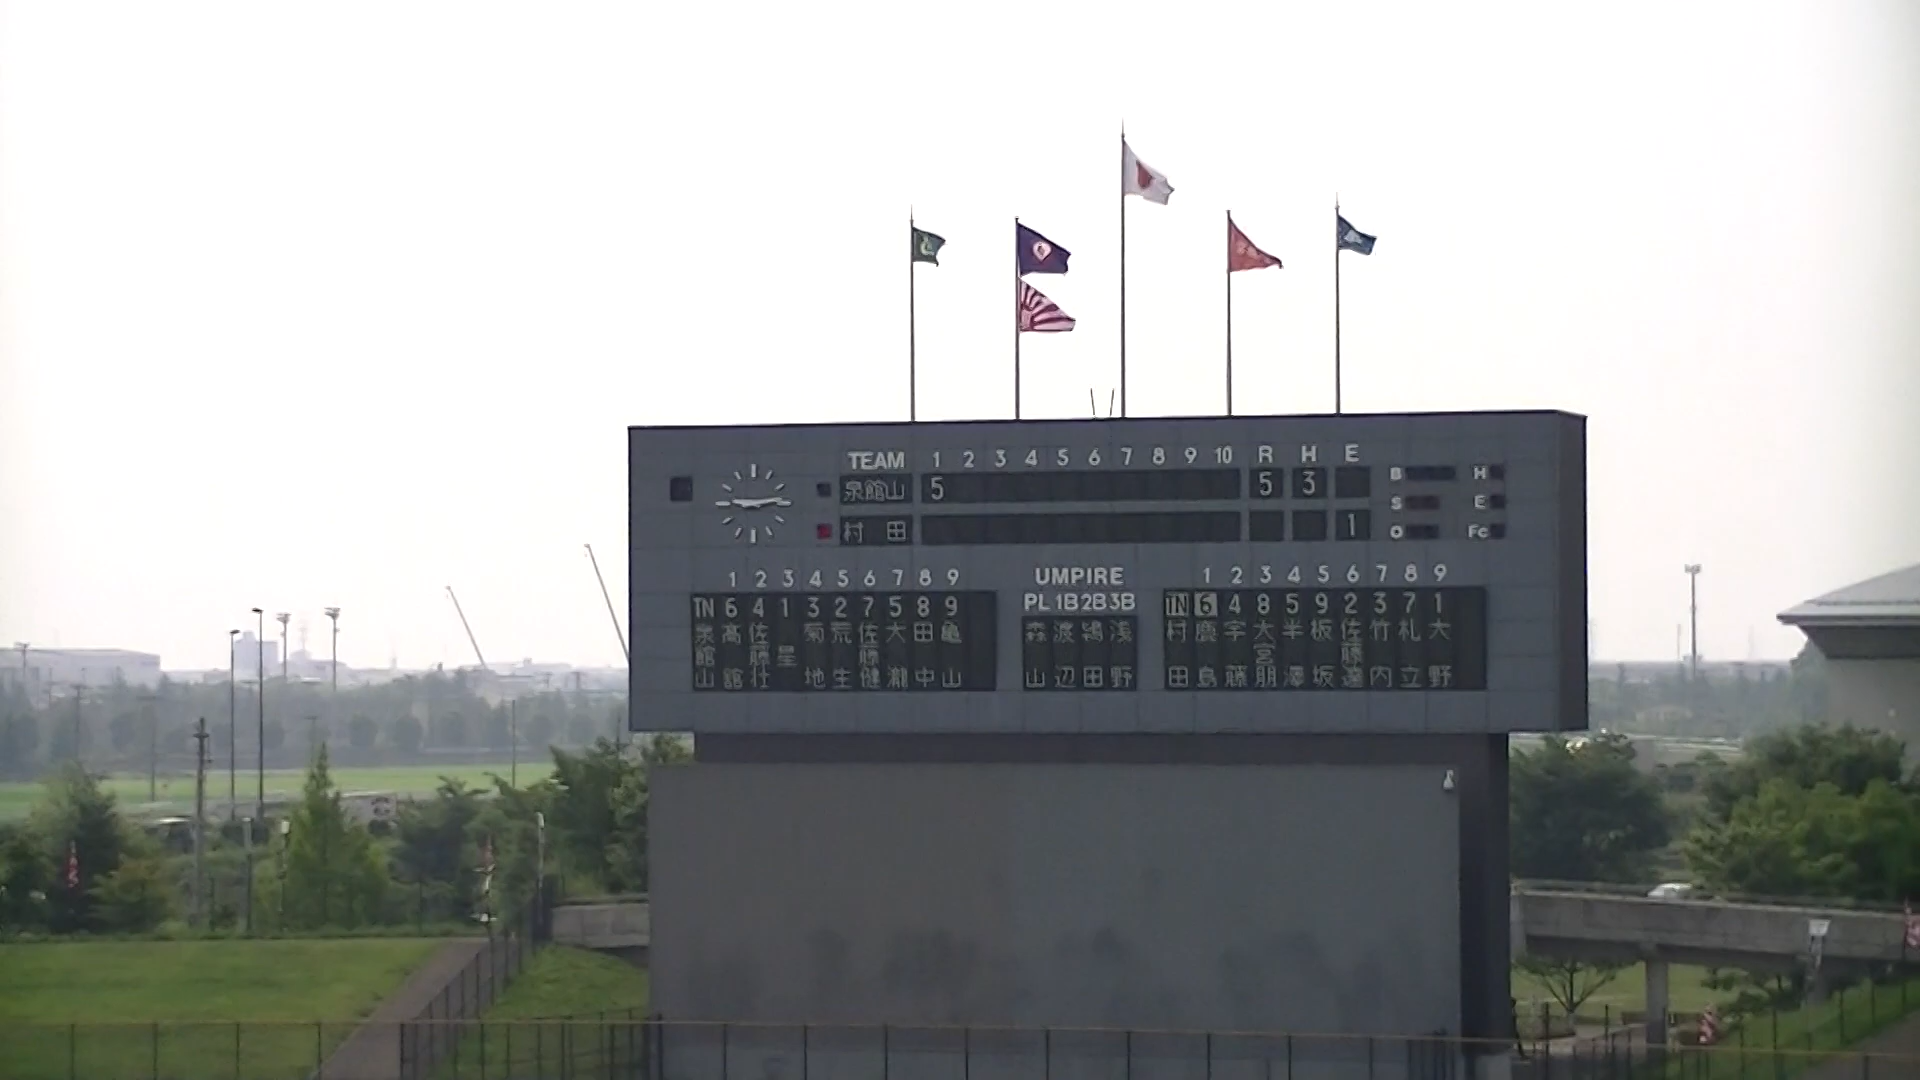 TEAM 1 2 3 4 5 6 7 8 9 10 R H E
泉館山 5 5 3
村田 1
B H
S E
O Fc
1 2 3 4 5 6 7 8 9
TN 6 4 1 3 2 7 5 8 9
泉館山 高舘 佐藤壮 星 菊地 荒生 佐藤健 大瀧 田中 亀山
UMPIRE
PL 1B 2B 3B
森山 渡辺 鴇田 浅野
1 2 3 4 5 6 7 8 9
TN 6 4 8 5 9 2 3 7 1
村田 鹿島 大宮朋 半澤 板坂 佐藤達 竹内 札立 大野